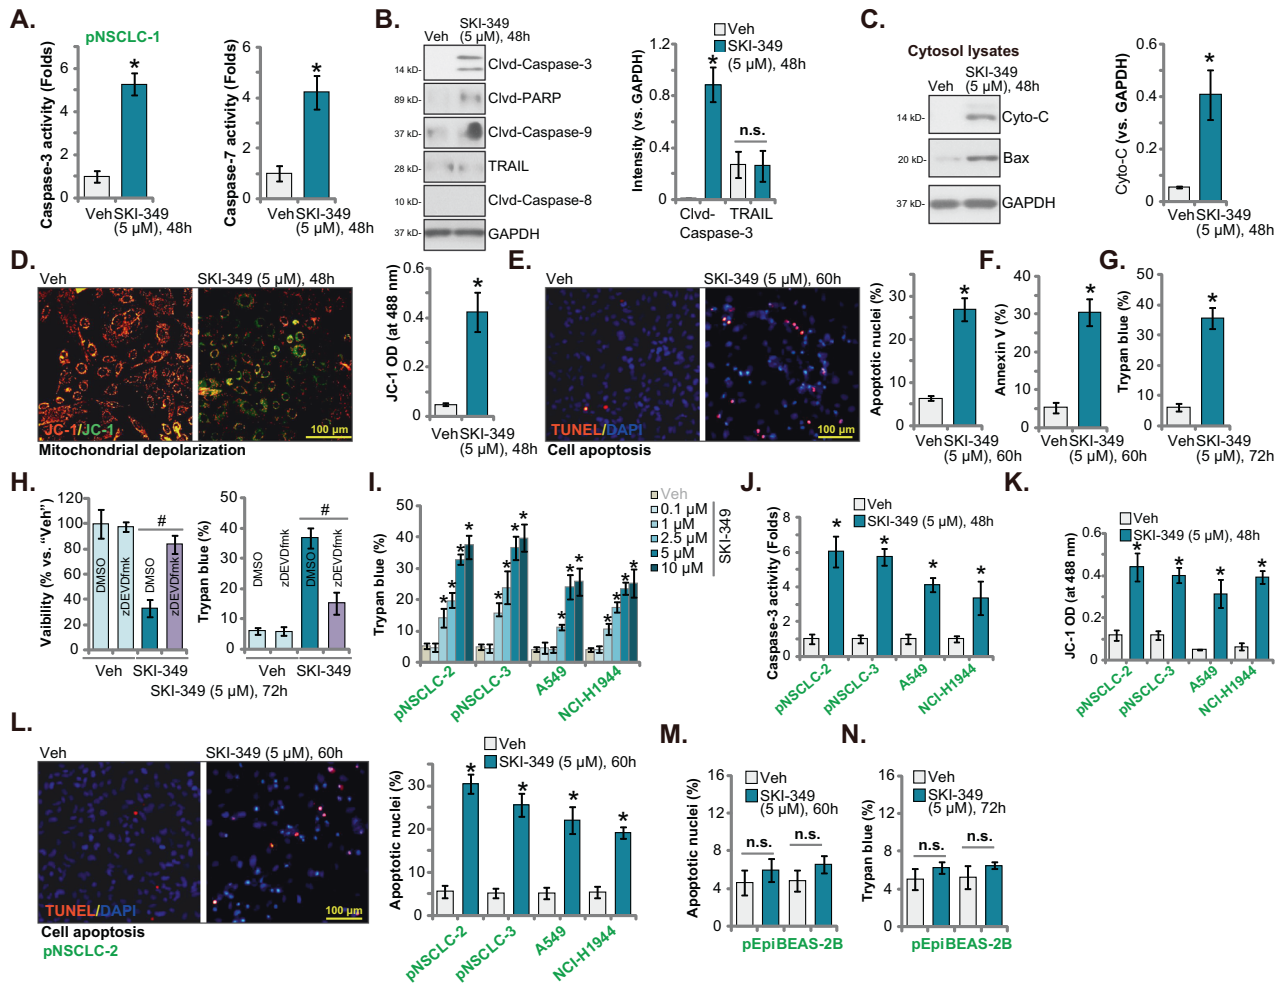 A.
pNSCLC-1
Caspase-3 activity (Folds)
6
4
2
0
*
Veh SKI-349
(5 µM), 48h
Caspase-7 activity (Folds)
6
4
2
0
*
Veh SKI-349
(5 µM), 48h
B.
Veh
SKI-349
(5 µM), 48h
14 kD-
Clvd-Caspase-3
89 kD-
Clvd-PARP
37 kD-
Clvd-Caspase-9
28 kD-
TRAIL
10 kD-
Clvd-Caspase-8
37 kD-
GAPDH
Veh
SKI-349
(5 µM), 48h
Intensity (vs. GAPDH)
1.2
0.8
0.4
0
*
n.s.
Clvd-
Caspase-3
TRAIL
C.
Cytosol lysates
Veh
SKI-349
(5 µM), 48h
14 kD-
Cyto-C
20 kD-
Bax
37 kD-
GAPDH
Cyto-C (vs. GAPDH)
0.6
0.4
0.2
0
*
Veh SKI-349
(5 µM), 48h
D.
Veh
SKI-349 (5 µM), 48h
JC-1/JC-1
100 µm
Mitochondrial depolarization
JC-1 OD (at 488 nm)
0.6
0.4
0.2
0
*
Veh SKI-349
(5 µM), 48h
E.
Veh
SKI-349 (5 µM), 60h
TUNEL/DAPI
100 µm
Cell apoptosis
Apoptotic nuclei (%)
30
20
10
0
*
Veh SKI-349
(5 µM), 60h
F.
Annexin V (%)
40
30
20
10
0
*
Veh SKI-349
(5 µM), 60h
G.
Trypan blue (%)
50
40
30
20
10
0
*
Veh SKI-349
(5 µM), 72h
H.
Vaibility (% vs. “Veh”)
120
100
80
60
40
20
0
#
DMSO
zDEVDfmk
DMSO
zDEVDfmk
Veh
SKI-349
Trypan blue (%)
50
40
30
20
10
0
#
DMSO
zDEVDfmk
DMSO
zDEVDfmk
Veh
SKI-349
SKI-349 (5 µM), 72h
I.
Veh
0.1 µM
1 µM
2.5 µM
5 µM
10 µM
SKI-349
Trypan blue (%)
50
40
30
20
10
0
* * * *
* * * *
* * *
* * * *
pNSCLC-2
pNSCLC-3
A549
NCI-H1944
J.
Veh
SKI-349 (5 µM), 48h
Caspase-3 activity (Folds)
8
6
4
2
0
* * * *
pNSCLC-2
pNSCLC-3
A549
NCI-H1944
K.
Veh
SKI-349 (5 µM), 48h
JC-1 OD (at 488 nm)
0.6
0.4
0.2
0
* * * *
pNSCLC-2
pNSCLC-3
A549
NCI-H1944
L.
Veh
SKI-349 (5 µM), 60h
TUNEL/DAPI
100 µm
Cell apoptosis
pNSCLC-2
Veh
SKI-349 (5 µM), 60h
Apoptotic nuclei (%)
30
20
10
0
* * * *
pNSCLC-2
pNSCLC-3
A549
NCI-H1944
M.
Veh
SKI-349
(5 µM), 60h
Apoptotic nuclei (%)
16
12
8
4
0
n.s.
n.s.
pEpi BEAS-2B
N.
Veh
SKI-349
(5 µM), 72h
Trypan blue (%)
16
12
8
4
0
n.s.
n.s.
pEpi BEAS-2B